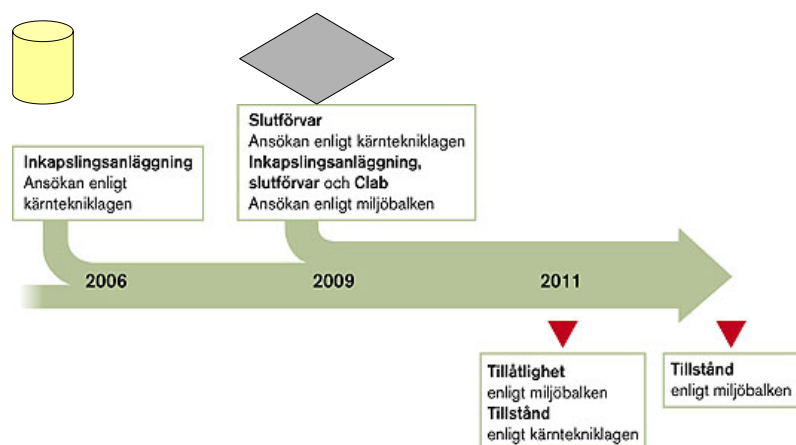 Slutförvar
Ansökan enligt kärntekniklagen
Inkapslingsanläggning,
slutförvar och Clab
Ansökan enligt miljöbalken
Inkapslingsanläggning
Ansökan enligt
kärntekniklagen
2006
2009
2011
Tillåtlighet
enligt miljöbalken
Tillstånd
enligt kärntekniklagen
Tillstånd
enligt miljöbalken